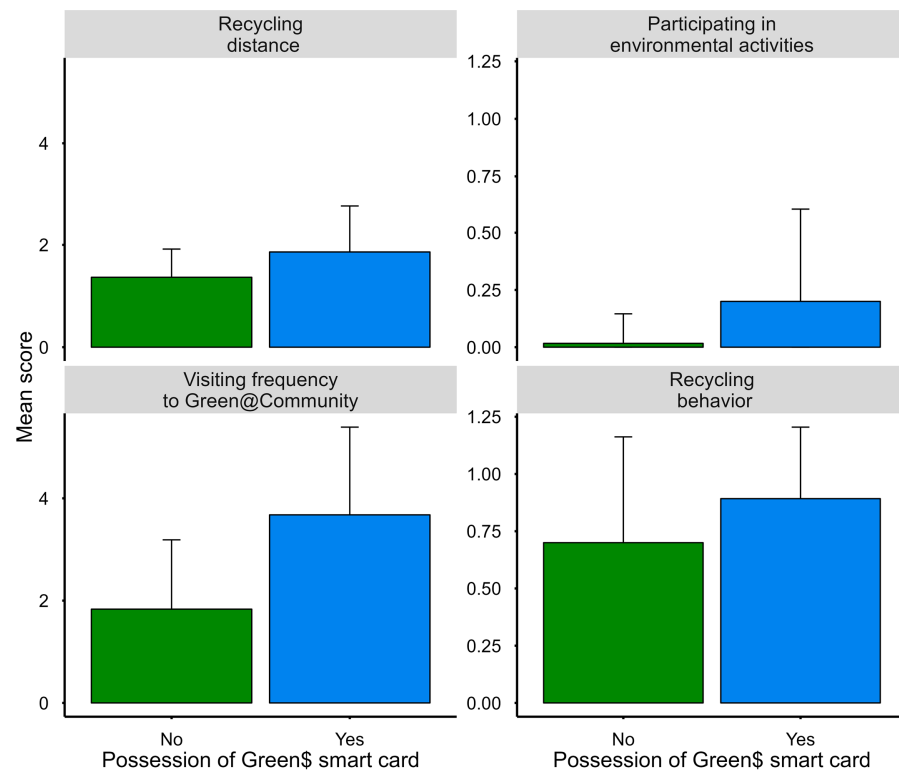 Recycling
distance
4
2
0
Participating in
environmental activities
1.25
1.00
0.75
0.50
0.25
0.00
Mean score
Visiting frequency
to Green@Community
4
2
0
No
Yes
Possession of Green$ smart card
Recycling
behavior
1.25
1.00
0.75
0.50
0.25
0.00
No
Yes
Possession of Green$ smart card